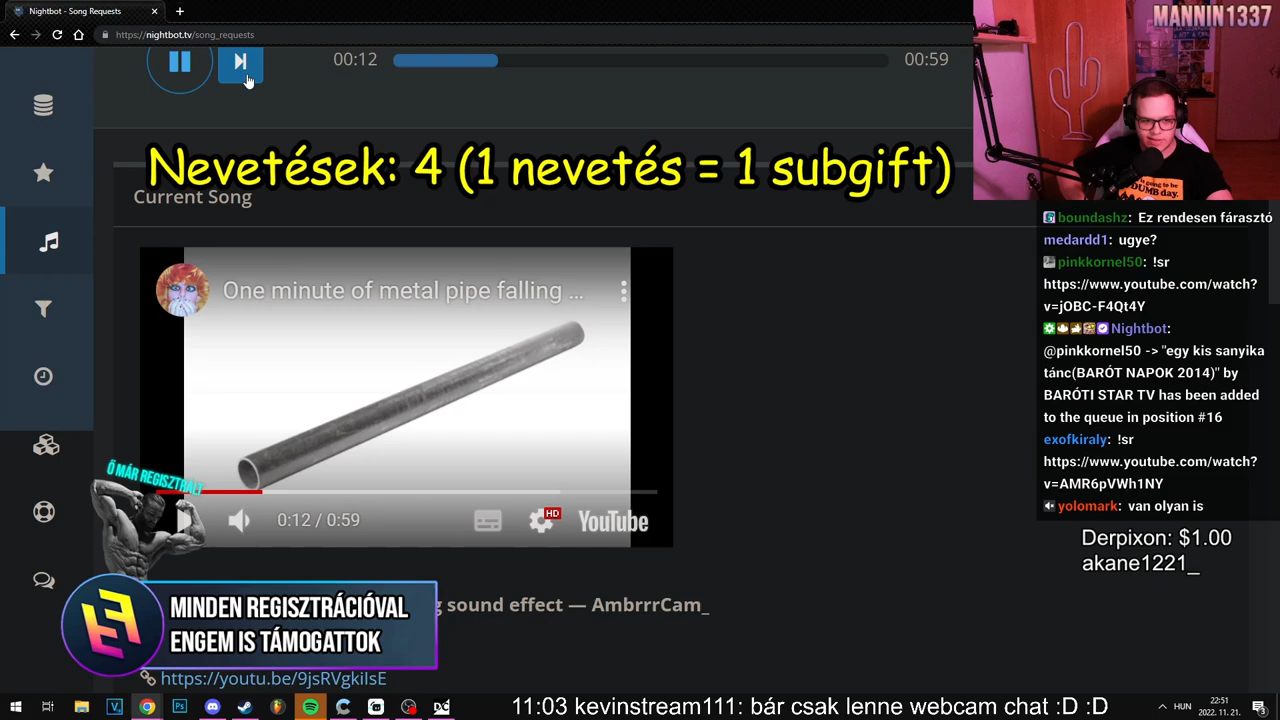 Nightbot - Song Requests
https://nightbot.tv/song_requests
MANNIN1337
00:12
00:59
Nevetések: 4 (1 nevetés = 1 subgift)
Current Song
One minute of metal pipe falling ...
0:12 / 0:59
HD
YouTube
Ő MÁR REGISZTRÁLT
MINDEN REGISZTRÁCIÓVAL
ENGEM IS TÁMOGATTOK
sound effect — AmbrrrCam_
https://youtu.be/9jsRVgkiIsE
DUMB day.
boundashz: Ez rendesen fárasztó
medardd1: ugye?
pinkkornel50: !sr
https://www.youtube.com/watch?
v=jOBC-F4Qt4Y
Nightbot:
@pinkkornel50 -> "egy kis sanyika
tánc(BARÓT NAPOK 2014)" by
BARÓTI STAR TV has been added
to the queue in position #16
exofkiraly: !sr
https://www.youtube.com/watch?
v=AMR6pVWh1NY
yolomark: van olyan is
Derpixon: $1.00
akane1221_
11:03 kevinstream111: bár csak lenne webcam chat :D :D
HUN
22:51
2022. 11. 21.
3